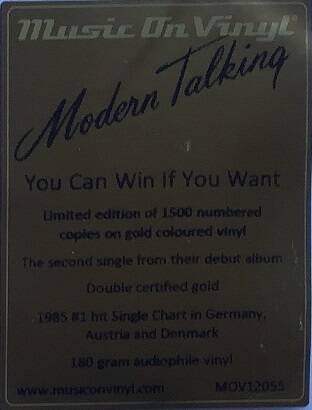 Music On Vinyl®
Modern Talking
You Can Win If You Want
Limited edition of 1500 numbered
copies on gold coloured vinyl
The second single from their debut album
Double certified gold
1985 #1 hit Single Chart in Germany,
Austria and Denmark
180 gram audiophile vinyl
www.musiconvinyl.com MOV12055